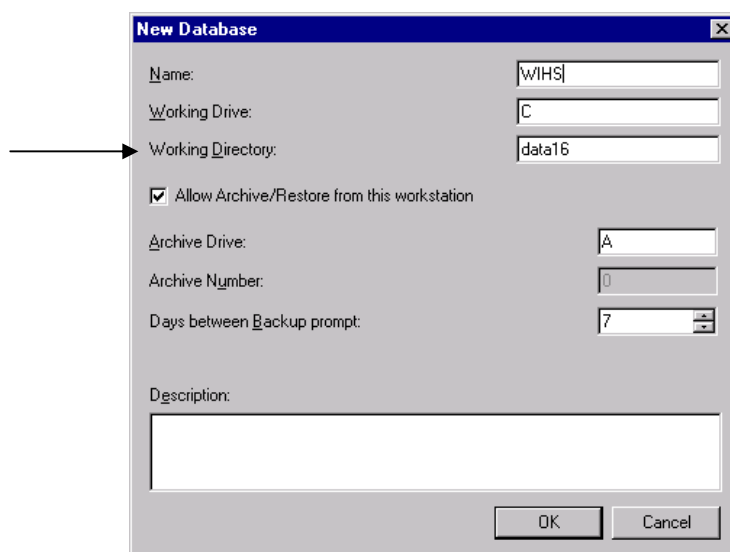 New Database
Name: WIHS
Working Drive: C
Working Directory: data16
Allow Archive/Restore from this workstation
Archive Drive: A
Archive Number: 0
Days between Backup prompt: 7
Description:
OK Cancel